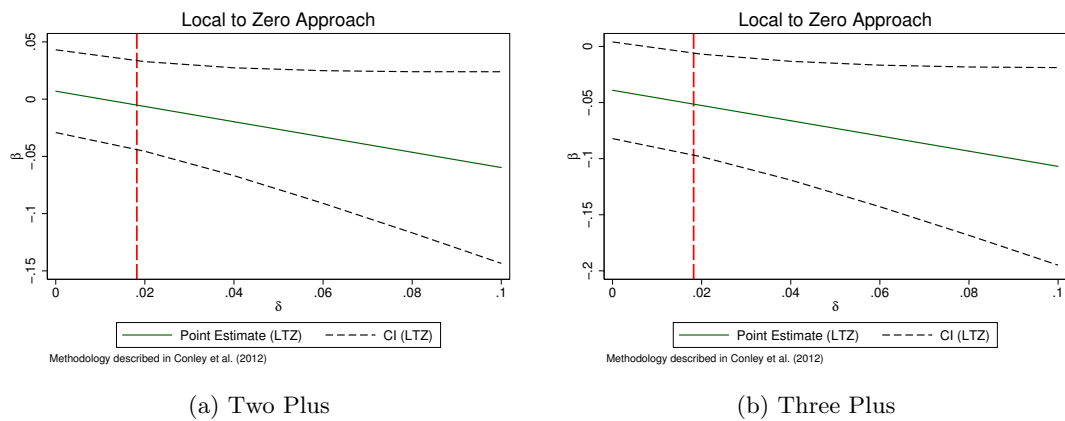 Local to Zero Approach
.05
0
-.05
-.1
-.15
β
0
.02
.04
.06
.08
.1
δ
Point Estimate (LTZ)
CI (LTZ)
Methodology described in Conley et al. (2012)
(a) Two Plus
Local to Zero Approach
0
-.05
-.1
-.15
-.2
β
0
.02
.04
.06
.08
.1
δ
Point Estimate (LTZ)
CI (LTZ)
Methodology described in Conley et al. (2012)
(b) Three Plus